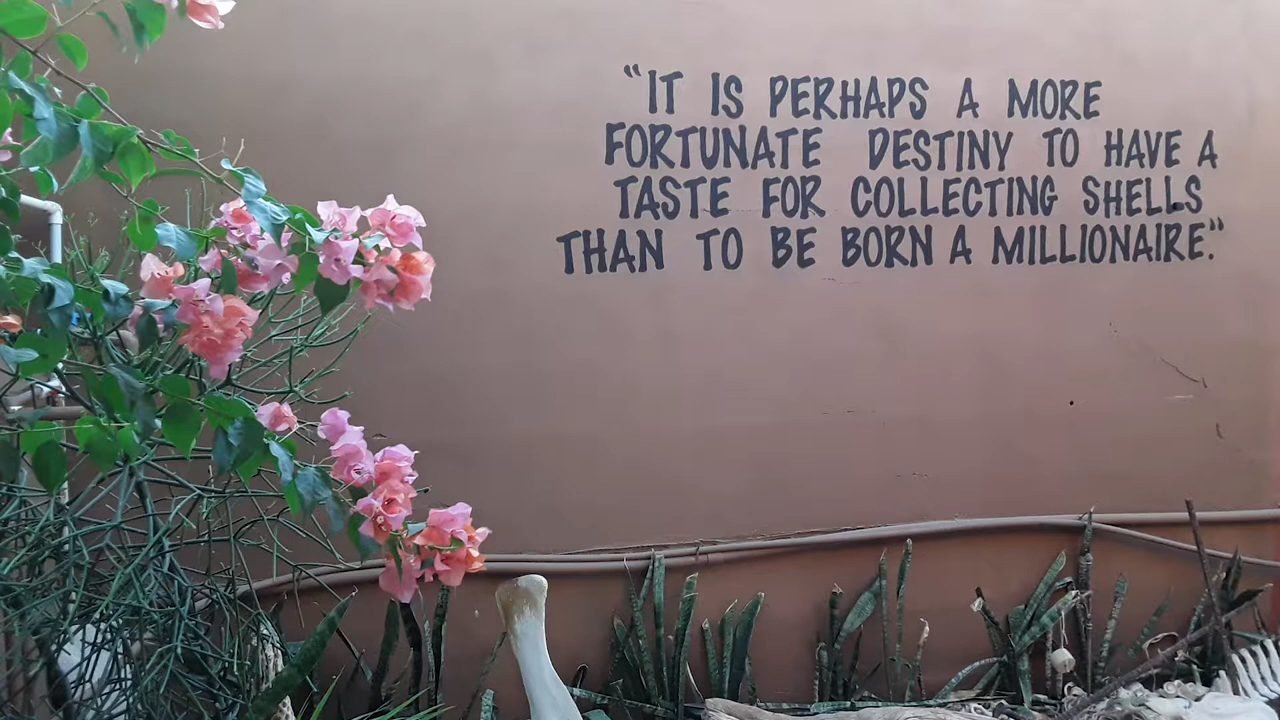 “IT IS PERHAPS A MORE
FORTUNATE DESTINY TO HAVE A
TASTE FOR COLLECTING SHELLS
THAN TO BE BORN A MILLIONAIRE.”